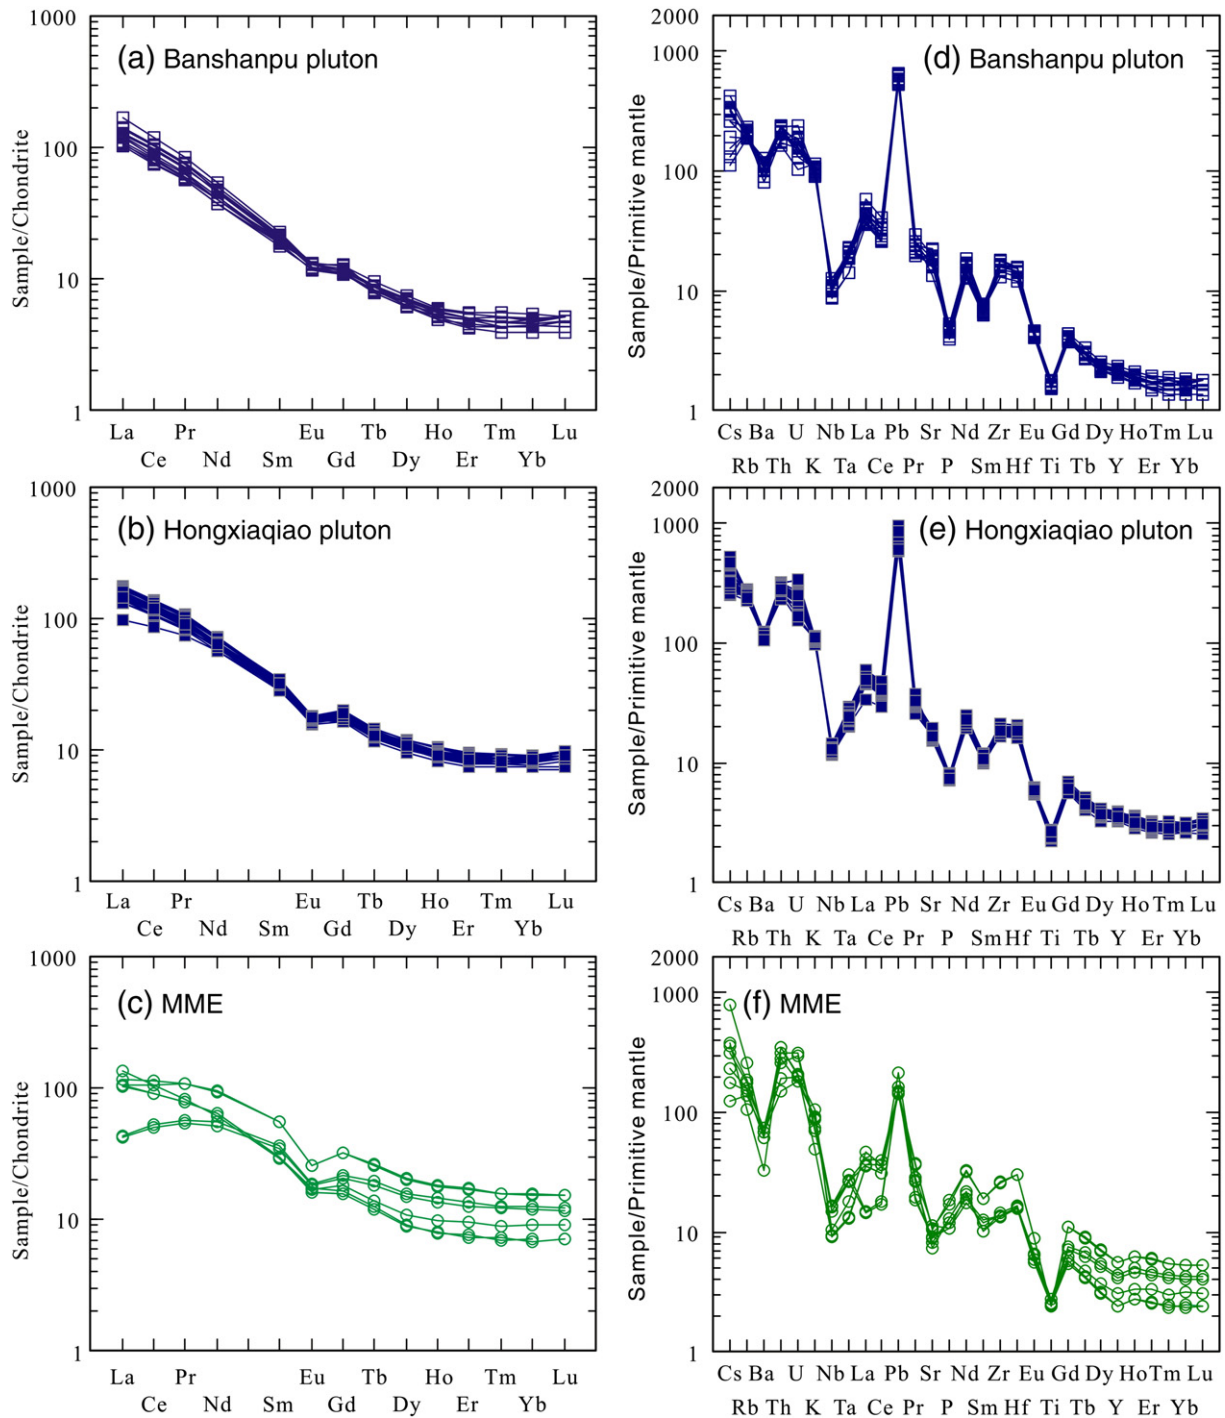 1000
100
10
1
Sample/Chondrite
(a) Banshanpu pluton
La Pr Eu Tb Ho Tm Lu
Ce Nd Sm Gd Dy Er Yb
2000
1000
100
10
1
Sample/Primitive mantle
(d) Banshanpu pluton
Cs Ba U Nb La Pb Sr Nd Zr Eu Gd Dy Ho Tm Lu
Rb Th K Ta Ce Pr P Sm Hf Ti Tb Y Er Yb
1000
100
10
1
Sample/Chondrite
(b) Hongxiaqiao pluton
La Pr Eu Tb Ho Tm Lu
Ce Nd Sm Gd Dy Er Yb
2000
1000
100
10
1
Sample/Primitive mantle
(e) Hongxiaqiao pluton
Cs Ba U Nb La Pb Sr Nd Zr Eu Gd Dy Ho Tm Lu
Rb Th K Ta Ce Pr P Sm Hf Ti Tb Y Er Yb
1000
100
10
1
Sample/Chondrite
(c) MME
La Pr Eu Tb Ho Tm Lu
Ce Nd Sm Gd Dy Er Yb
2000
1000
100
10
1
Sample/Primitive mantle
(f) MME
Cs Ba U Nb La Pb Sr Nd Zr Eu Gd Dy Ho Tm Lu
Rb Th K Ta Ce Pr P Sm Hf Ti Tb Y Er Yb